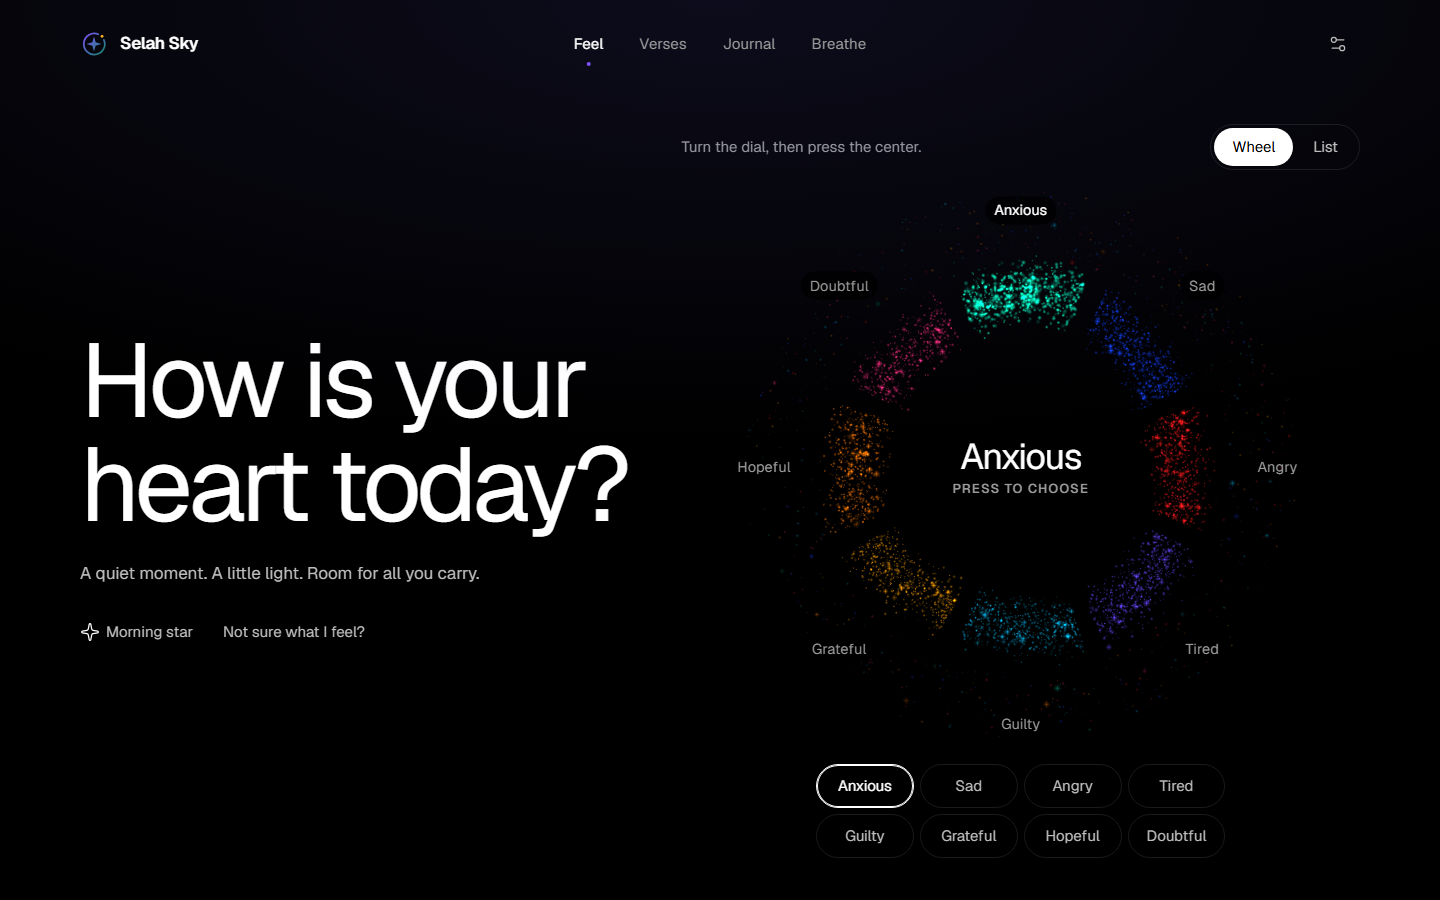 Selah Sky
Feel
Verses
Journal
Breathe
Turn the dial, then press the center.
Wheel
List
How is your
heart today?
A quiet moment. A little light. Room for all you carry.
Morning star
Not sure what I feel?
Anxious
Doubtful
Sad
Hopeful
Anxious
PRESS TO CHOOSE
Angry
Grateful
Tired
Guilty
Anxious
Sad
Angry
Tired
Guilty
Grateful
Hopeful
Doubtful